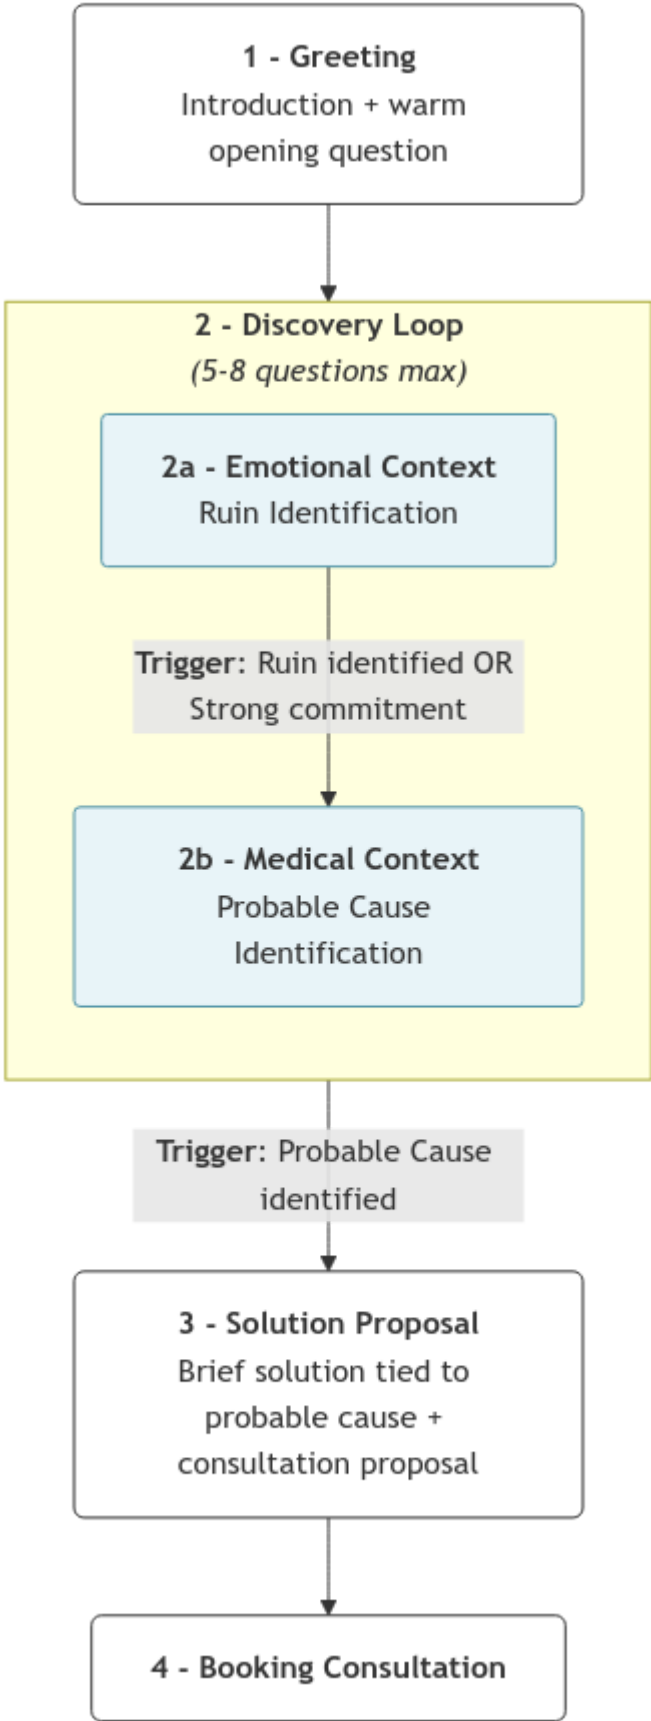 1 - Greeting
Introduction + warm
opening question
2 - Discovery Loop
(5-8 questions max)
2a - Emotional Context
Ruin Identification
Trigger: Ruin identified OR
Strong commitment
2b - Medical Context
Probable Cause
Identification
Trigger: Probable Cause
identified
3 - Solution Proposal
Brief solution tied to
probable cause +
consultation proposal
4 - Booking Consultation